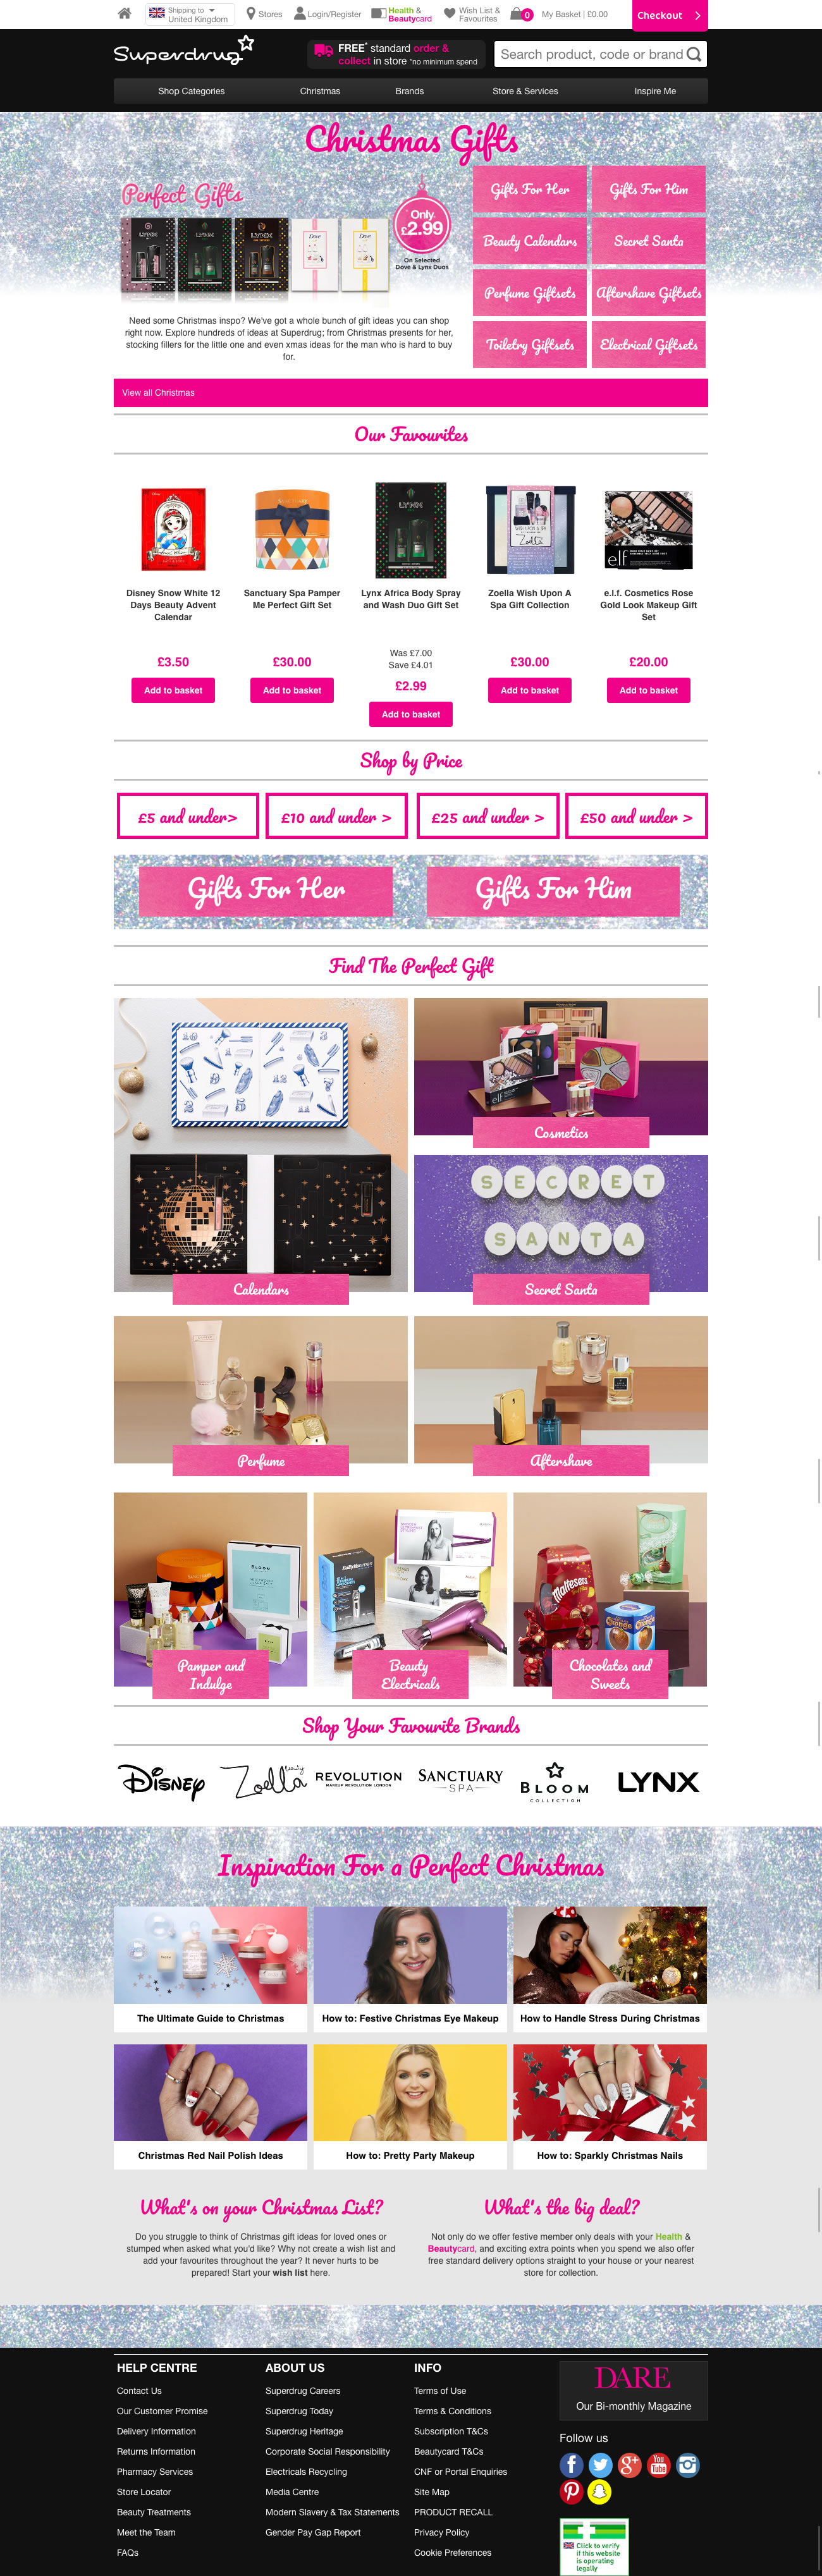 Shipping to
United Kingdom
Stores
Login/Register
Health &
Beautycard
Wish List &
Favourites
0
My Basket | £0.00
Checkout >
Superdrug
FREE* standard order &
collect in store *no minimum spend
Search product, code or brand
Shop Categories
Christmas
Brands
Store & Services
Inspire Me
Christmas Gifts
Perfect Gifts
LYNX
LYNX
LYNX
Dove
Dove
Only
£2.99
On Selected
Dove & Lynx Duos
Gifts For Her
Gifts For Him
Beauty Calendars
Secret Santa
Perfume Giftsets
Aftershave Giftsets
Toiletry Giftsets
Electrical Giftsets
Need some Christmas inspo? We've got a whole bunch of gift ideas you can shop
right now. Explore hundreds of ideas at Superdrug; from Christmas presents for her,
stocking fillers for the little one and even xmas ideas for the man who is hard to buy
for.
View all Christmas
Our Favourites
LYNX
Zoella
elf
Disney Snow White 12
Days Beauty Advent
Calendar
£3.50
Add to basket
Sanctuary Spa Pamper
Me Perfect Gift Set
£30.00
Add to basket
Lynx Africa Body Spray
and Wash Duo Gift Set
Was £7.00
Save £4.01
£2.99
Add to basket
Zoella Wish Upon A
Spa Gift Collection
£30.00
Add to basket
e.l.f. Cosmetics Rose
Gold Look Makeup Gift
Set
£20.00
Add to basket
Shop by Price
£5 and under>
£10 and under >
£25 and under >
£50 and under >
Gifts For Her
Gifts For Him
Find The Perfect Gift
elf
Cosmetics
SECRET
SANTA
Calendars
Secret Santa
Perfume
Aftershave
BLOOM
BaByliss
Maltesers
Pamper and
Indulge
Beauty
Electricals
Chocolates and
Sweets
Shop Your Favourite Brands
Disney
Zoella
beauty
REVOLUTION
MAKEUP REVOLUTION LONDON
SANCTUARY
SPA
BLOOM
COLLECTION
LYNX
Inspiration For a Perfect Christmas
The Ultimate Guide to Christmas
How to: Festive Christmas Eye Makeup
How to Handle Stress During Christmas
Christmas Red Nail Polish Ideas
How to: Pretty Party Makeup
How to: Sparkly Christmas Nails
What's on your Christmas List?
Do you struggle to think of Christmas gift ideas for loved ones or
stumped when asked what you'd like? Why not create a wish list and
add your favourites throughout the year? It never hurts to be
prepared! Start your wish list here.
What's the big deal?
Not only do we offer festive member only deals with your Health &
Beautycard, and exciting extra points when you spend we also offer
free standard delivery options straight to your house or your nearest
store for collection.
HELP CENTRE
Contact Us
Our Customer Promise
Delivery Information
Returns Information
Pharmacy Services
Store Locator
Beauty Treatments
Meet the Team
FAQs
ABOUT US
Superdrug Careers
Superdrug Today
Superdrug Heritage
Corporate Social Responsibility
Electricals Recycling
Media Centre
Modern Slavery & Tax Statements
Gender Pay Gap Report
INFO
Terms of Use
Terms & Conditions
Subscription T&Cs
Beautycard T&Cs
CNF or Portal Enquiries
Site Map
PRODUCT RECALL
Privacy Policy
Cookie Preferences
DARE
Our Bi-monthly Magazine
Follow us
You
Tube
Click to verify
if this website
is operating
legally